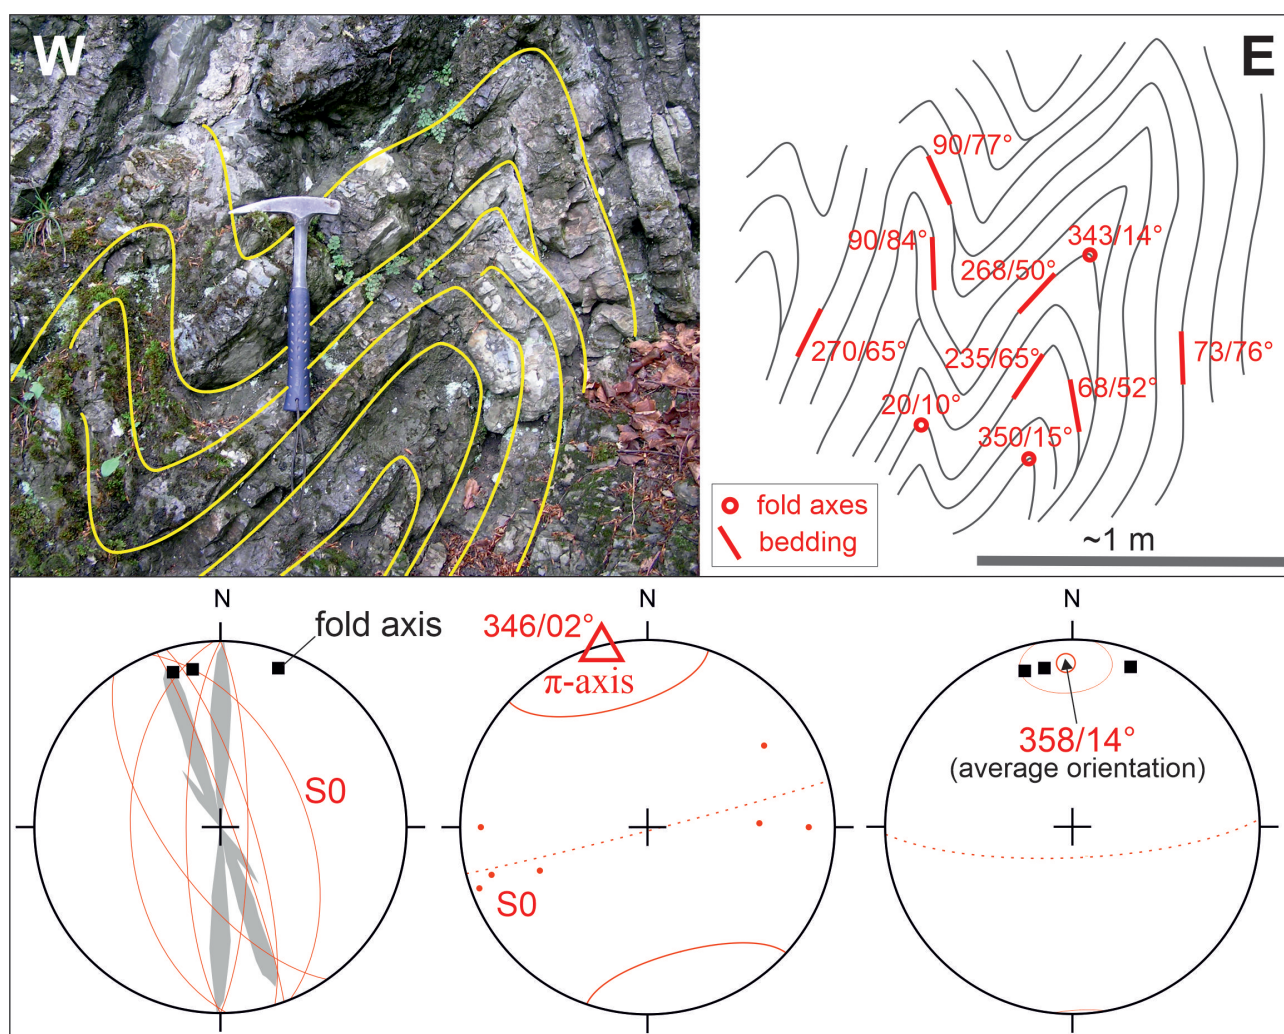 W
E
90/77°
90/84°
343/14°
268/50°
270/65°
235/65°
73/76°
68/52°
20/10°
350/15°
fold axes
bedding
~1 m
N
fold axis
S0
N
346/02°
π-axis
S0
N
358/14°
(average orientation)